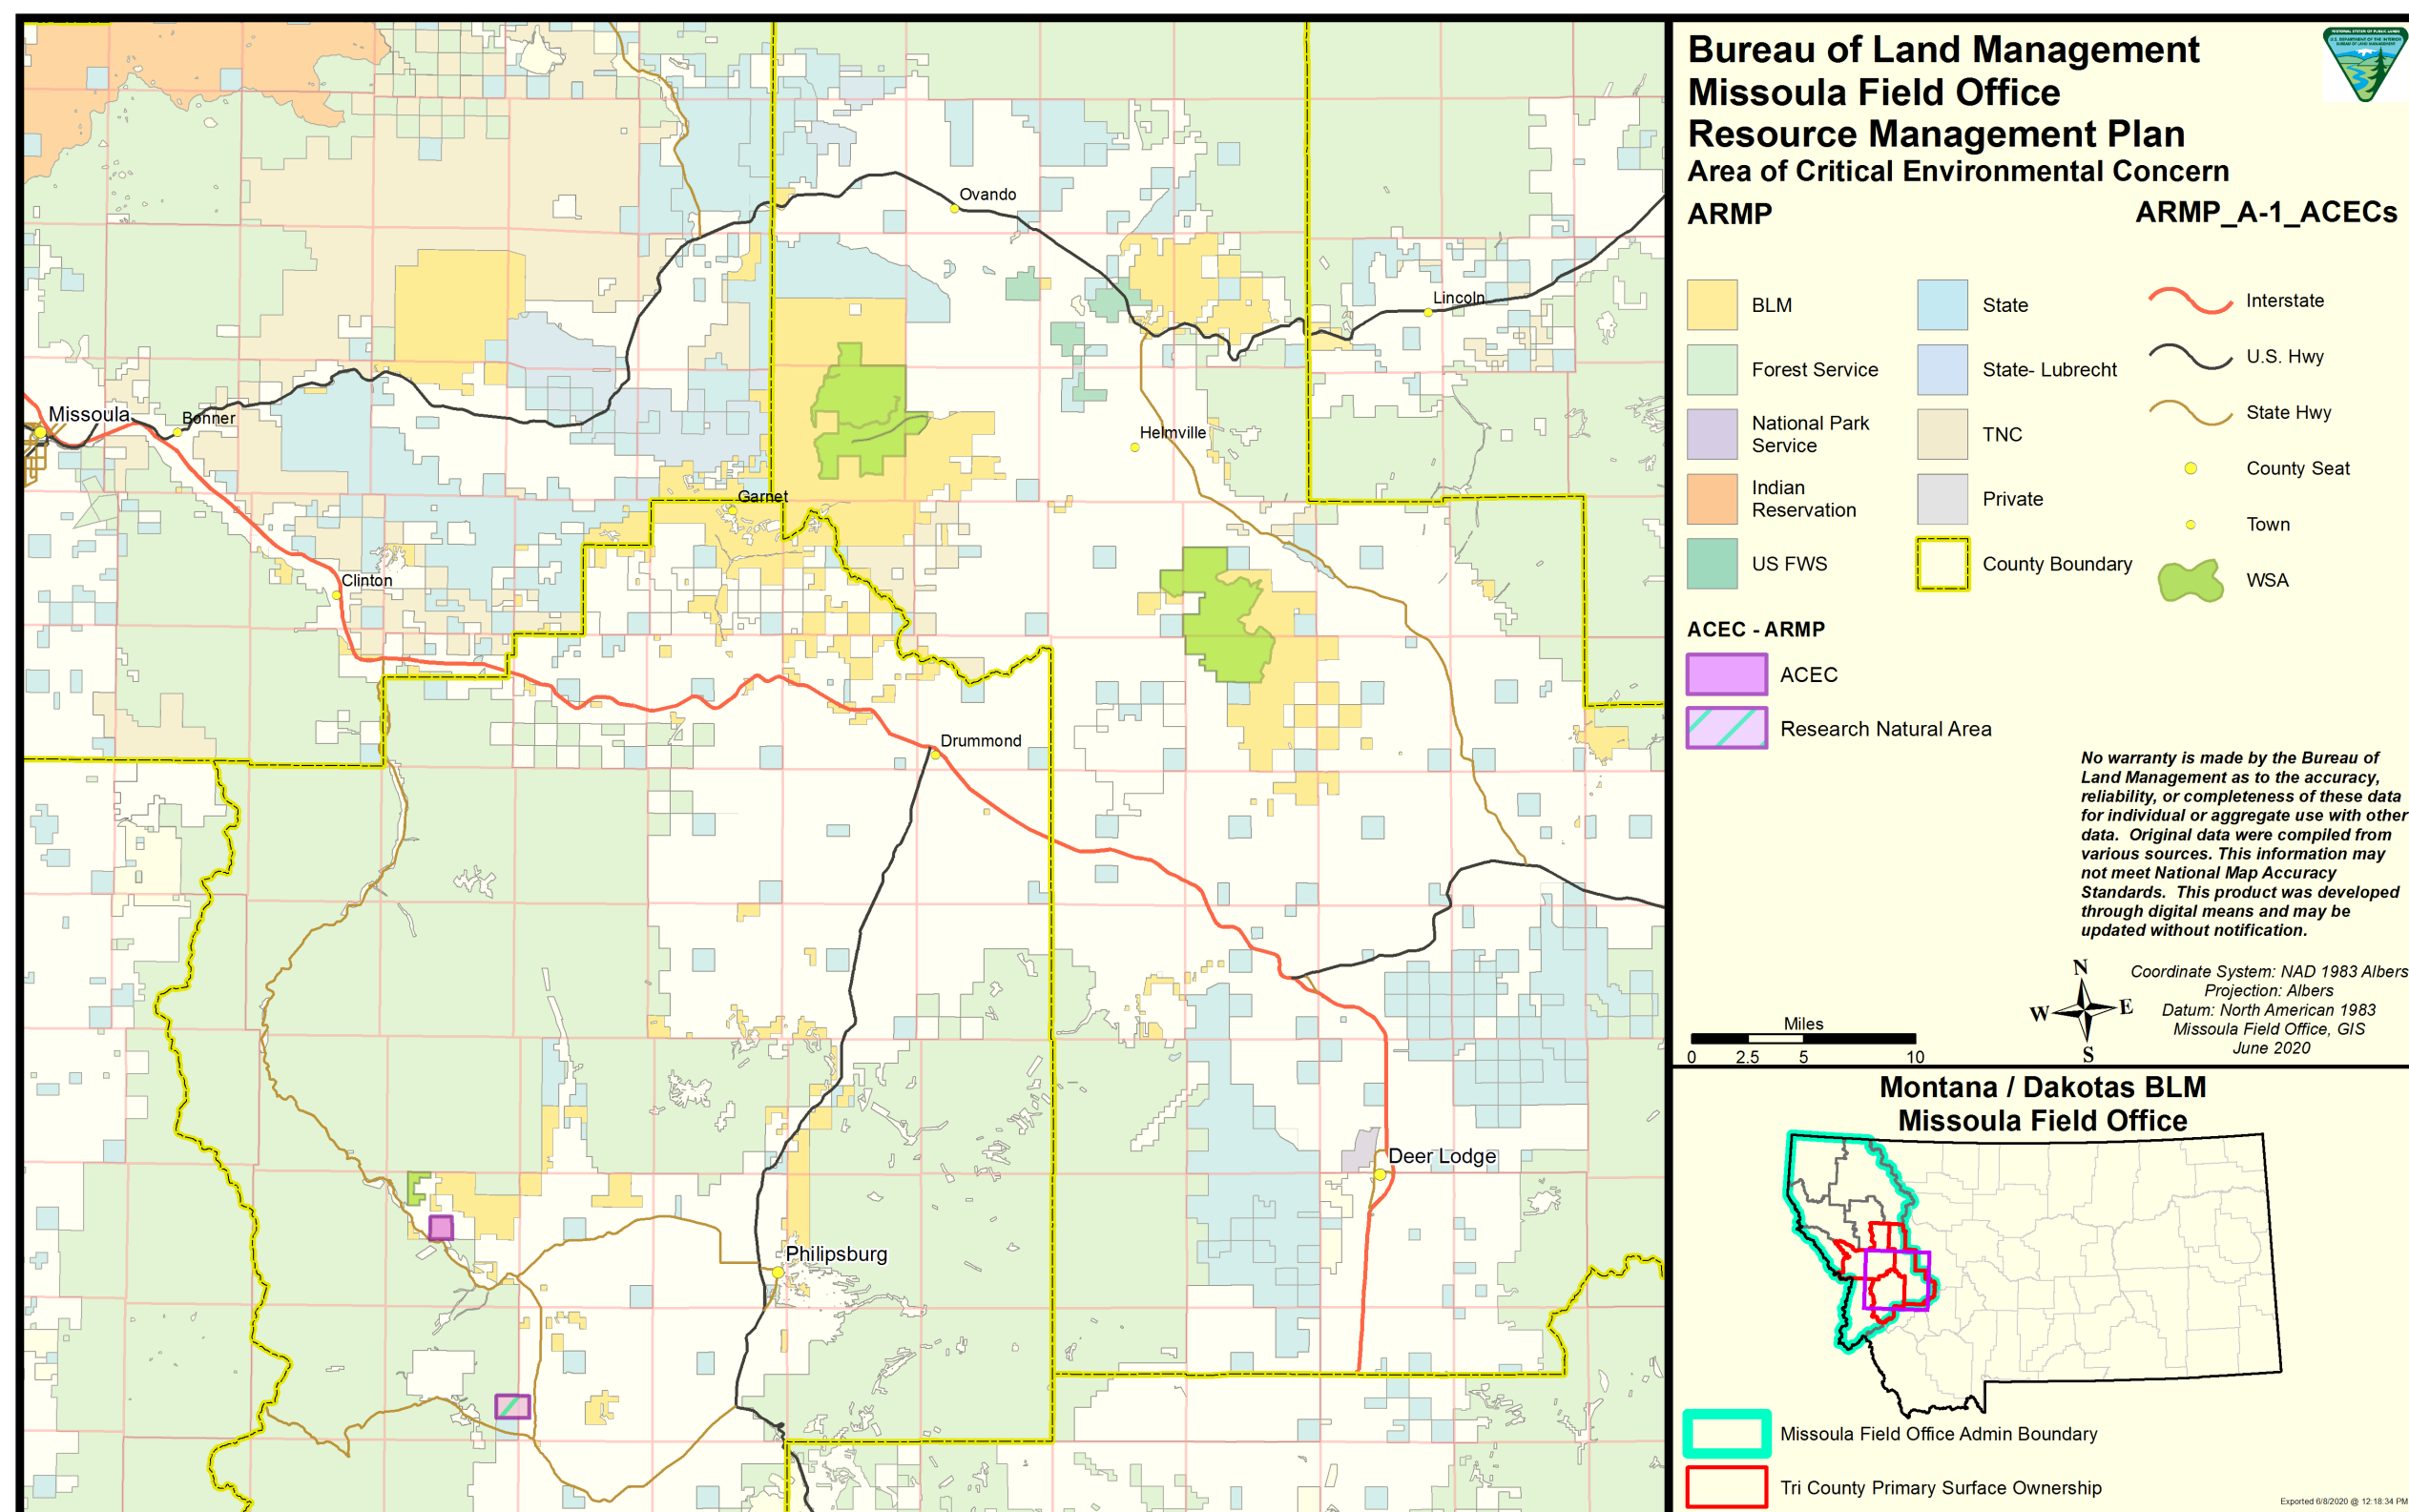 Bureau of Land Management
Missoula Field Office
Resource Management Plan
Area of Critical Environmental Concern
ARMP
ARMP_A-1_ACECs
BLM
Forest Service
National Park
Service
Indian
Reservation
US FWS
State
State- Lubrecht
TNC
Private
County Boundary
Interstate
U.S. Hwy
State Hwy
County Seat
Town
WSA
ACEC - ARMP
ACEC
Research Natural Area
No warranty is made by the Bureau of
Land Management as to the accuracy,
reliability, or completeness of these data
for individual or aggregate use with other
data. Original data were compiled from
various sources. This information may
not meet National Map Accuracy
Standards. This product was developed
through digital means and may be
updated without notification.
Coordinate System: NAD 1983 Albers
Projection: Albers
Datum: North American 1983
Missoula Field Office, GIS
June 2020
N
W
E
S
Miles
0 2.5 5 10
Montana / Dakotas BLM
Missoula Field Office
Missoula Field Office Admin Boundary
Tri County Primary Surface Ownership
Exported 6/8/2020 @ 12:18:34 PM
Ovando
Lincoln
Missoula
Bonner
Helmville
Garnet
Clinton
Drummond
Deer Lodge
Philipsburg